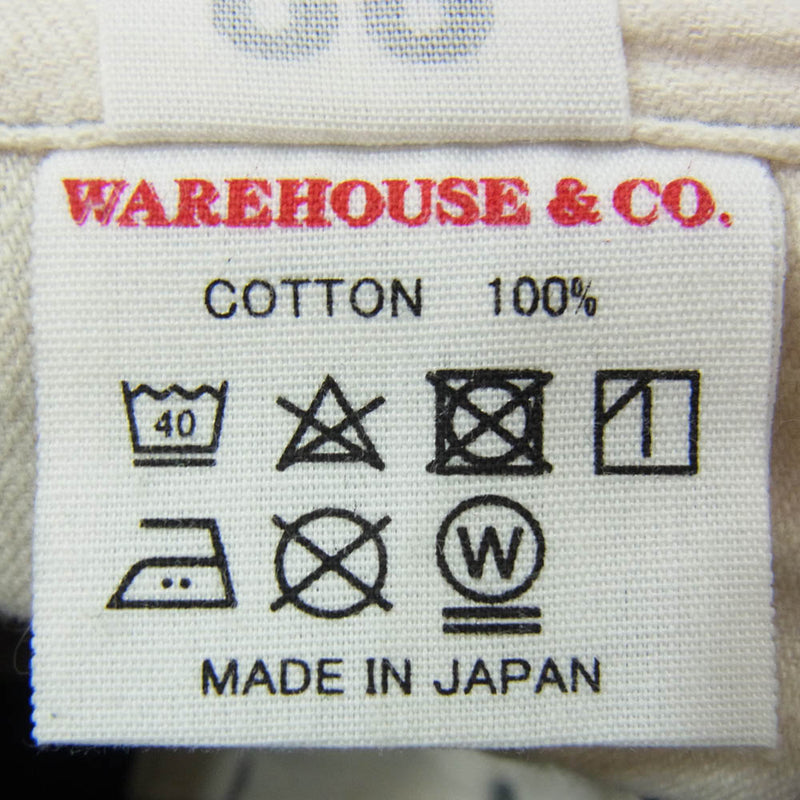 WAREHOUSE & CO.
COTTON 100%
40
W
MADE IN JAPAN